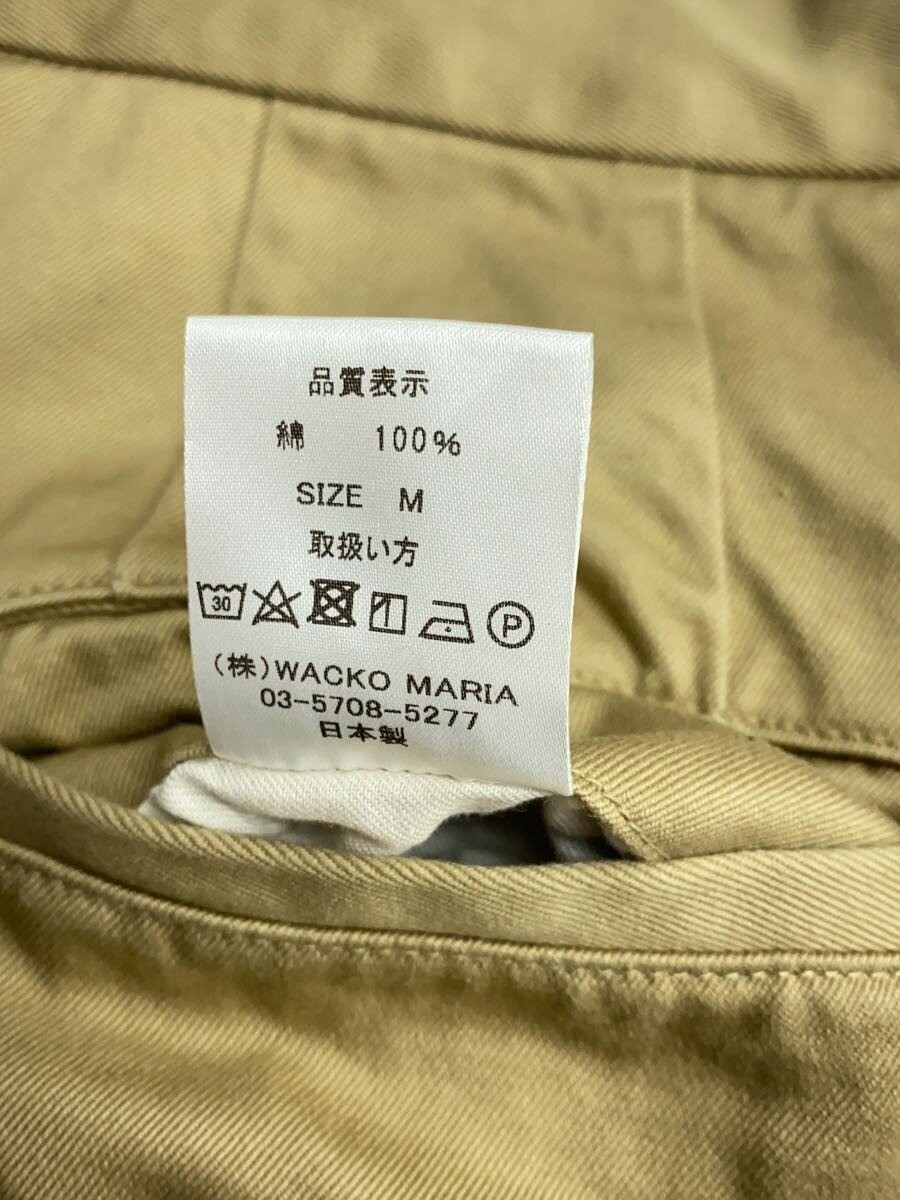 品質表示
綿 100%
SIZE M
取扱い方
30 P
(株)WACKO MARIA
03-5708-5277
日本製